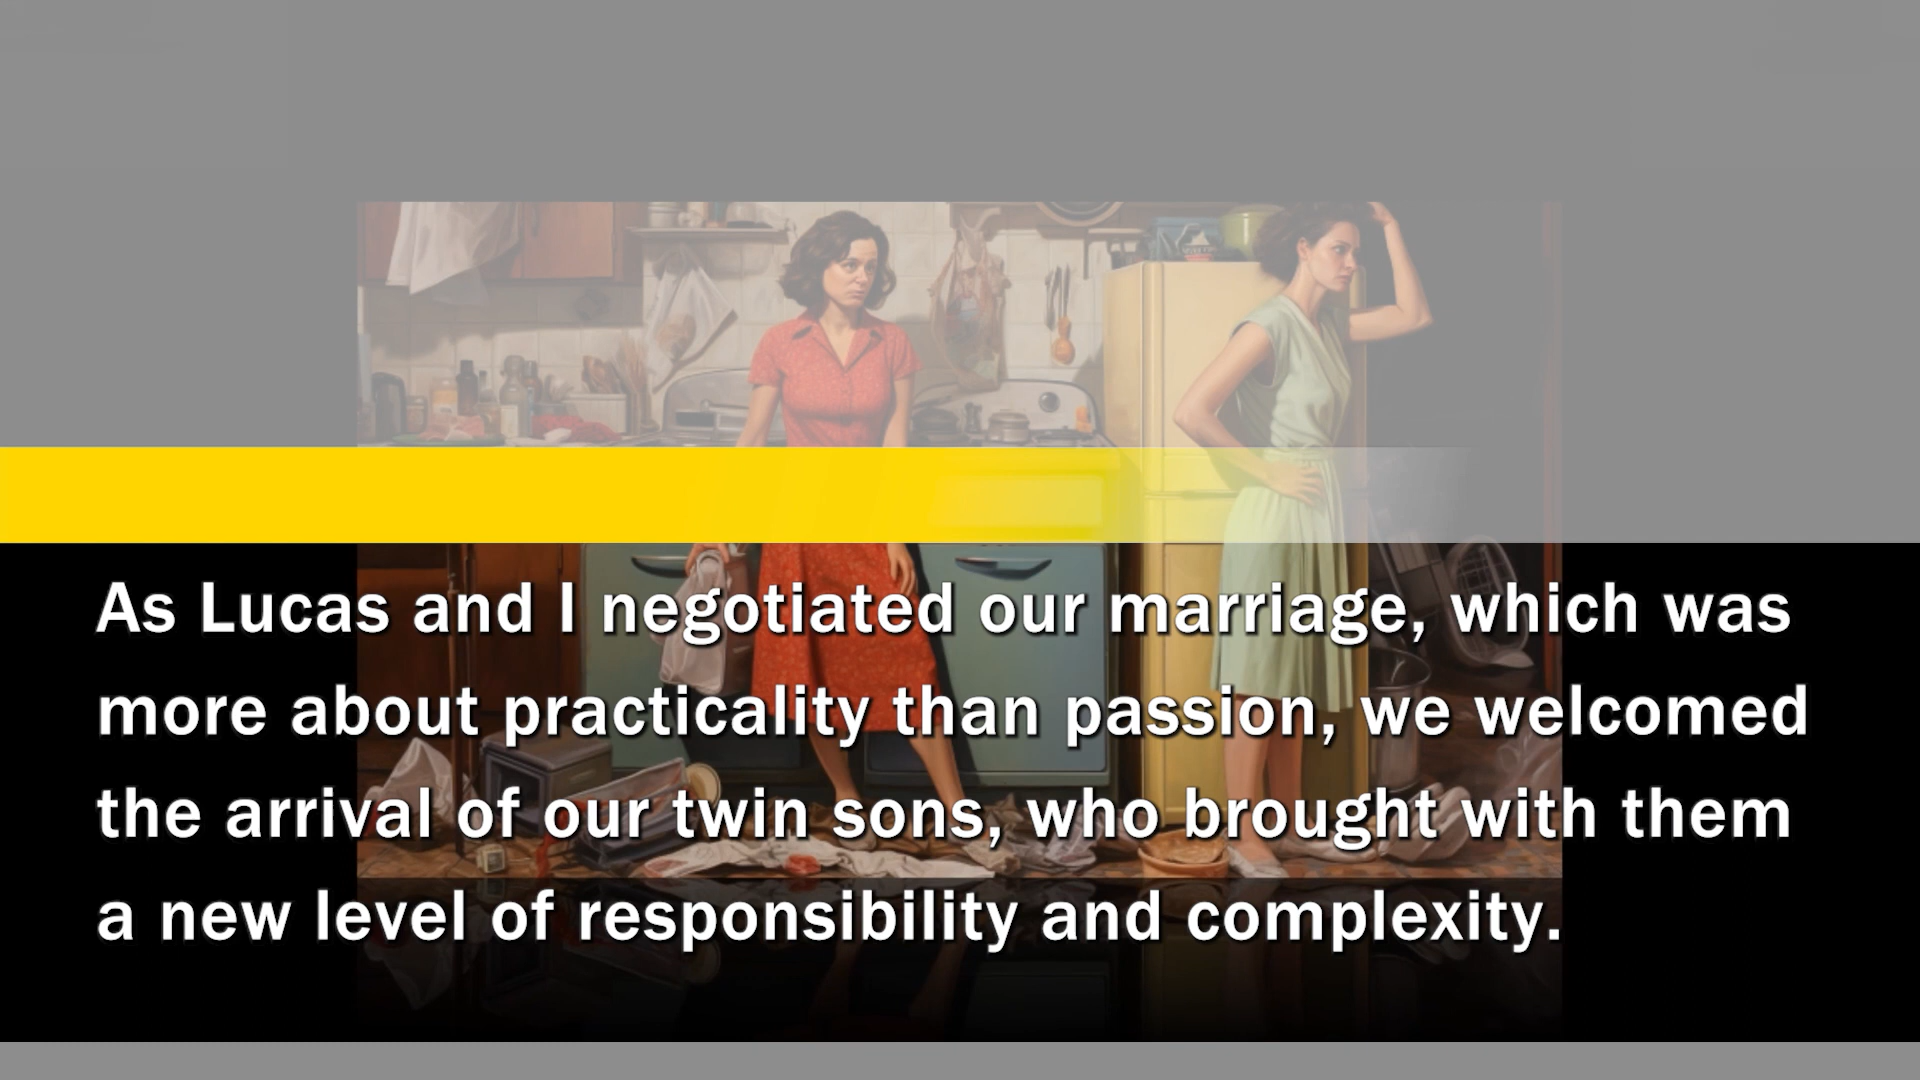 As Lucas and I negotiated our marriage, which was
more about practicality than passion, we welcomed
the arrival of our twin sons, who brought with them
a new level of responsibility and complexity.